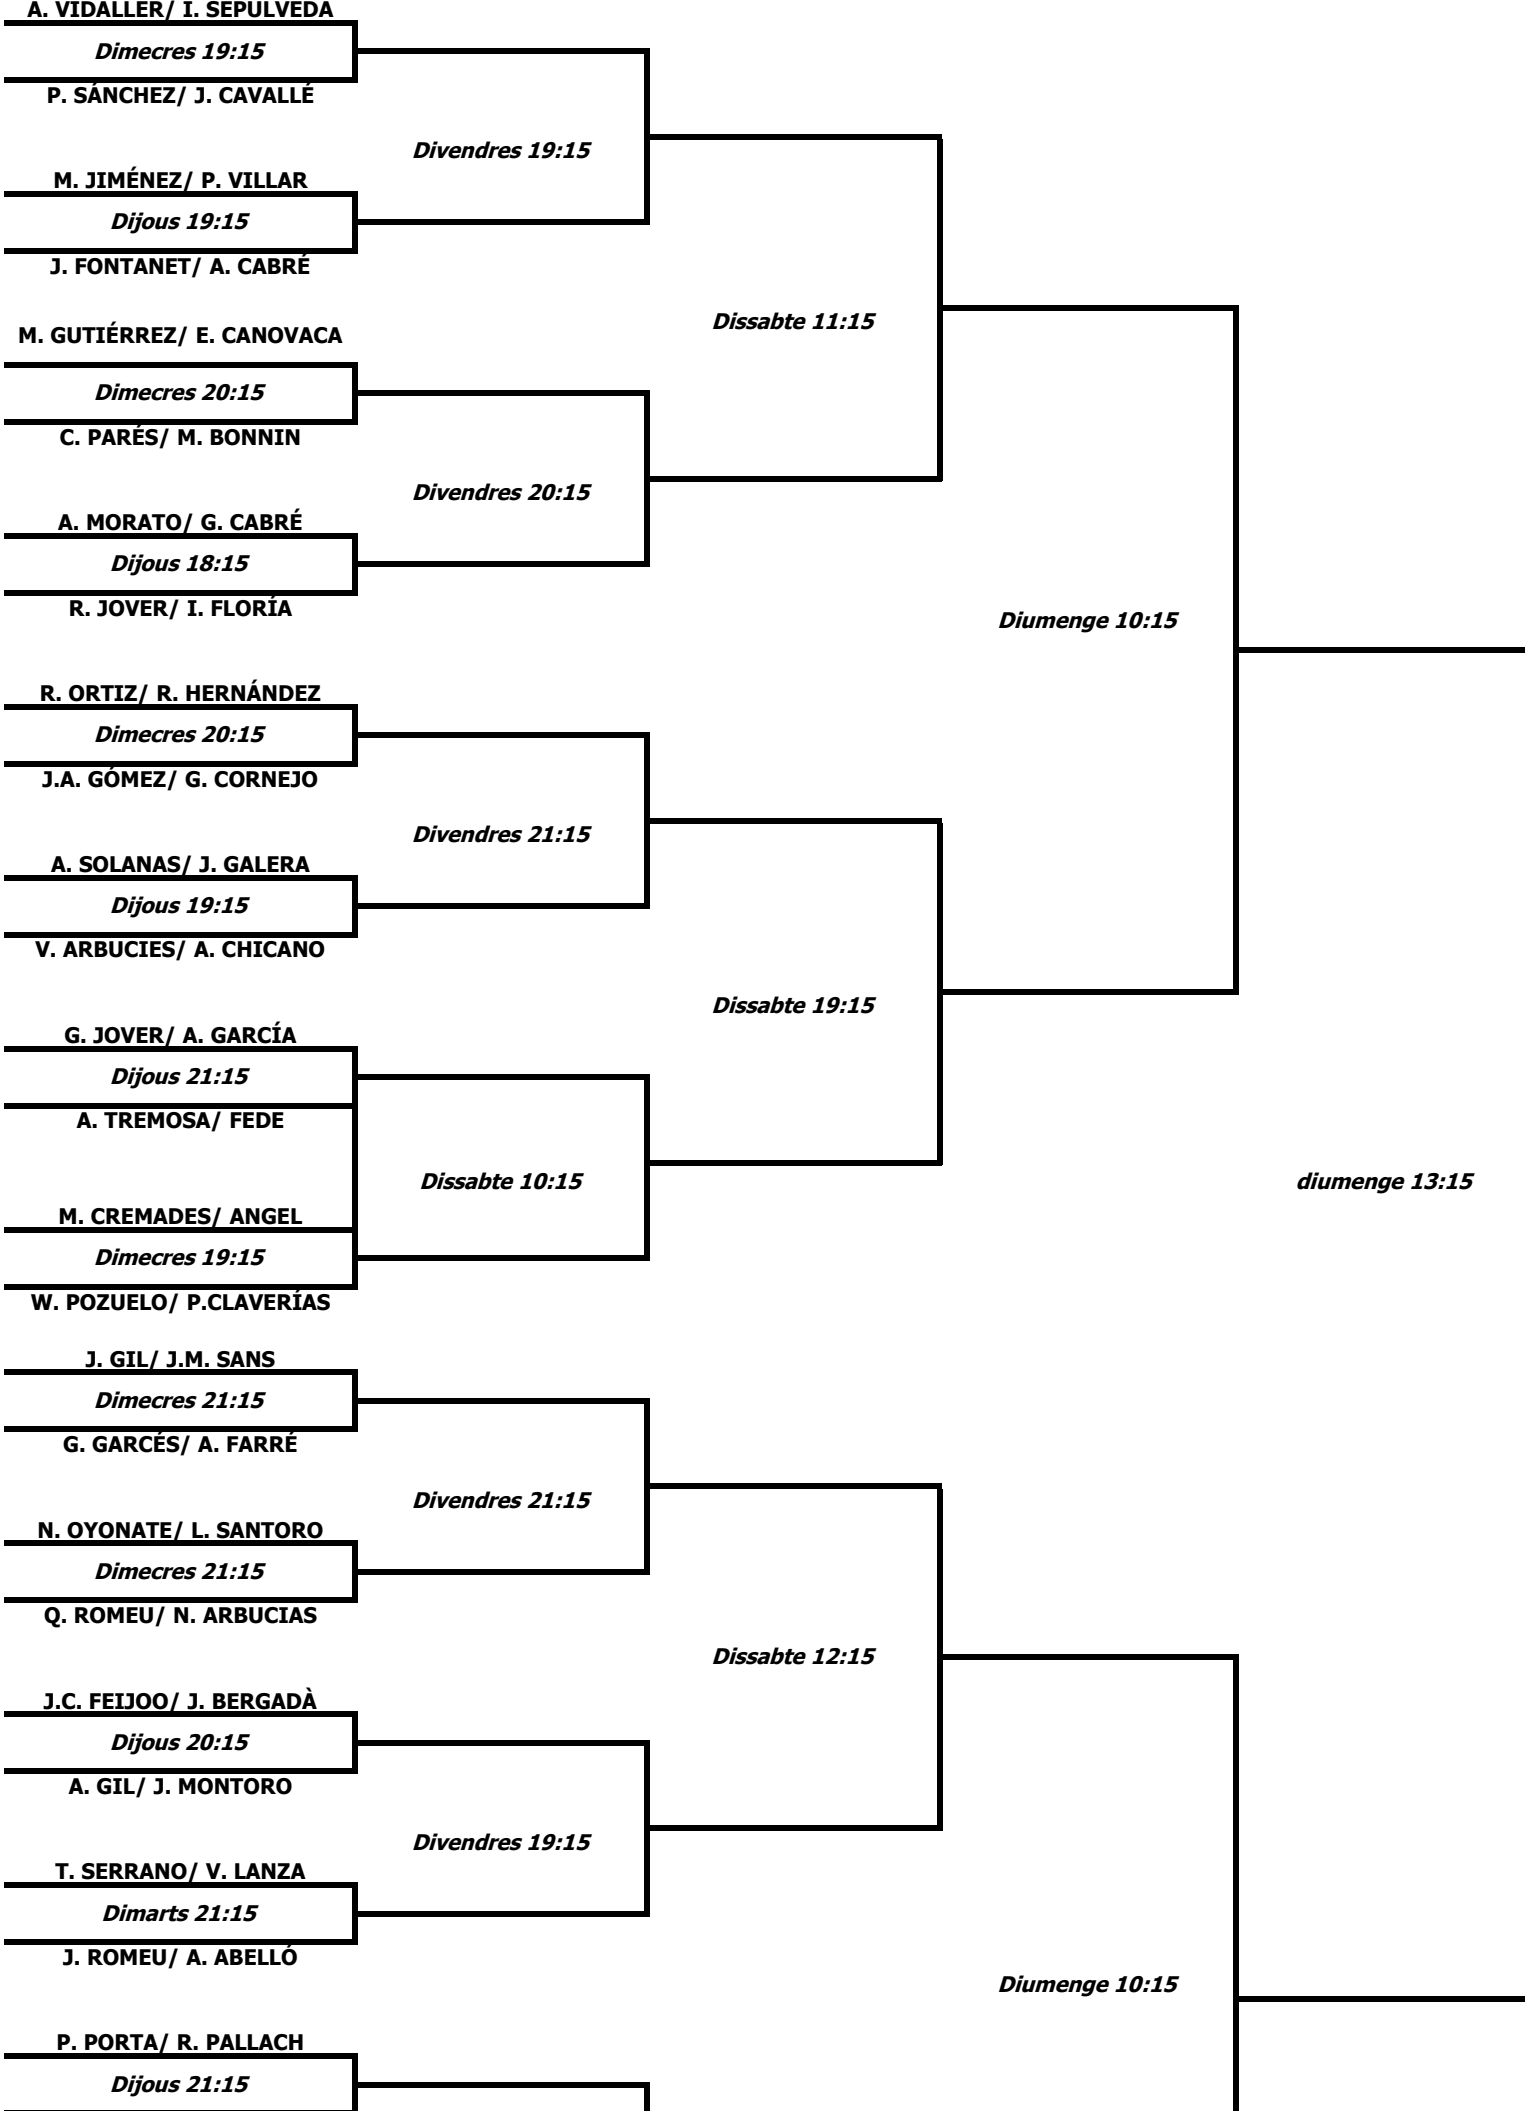 A. VIDALLER/ I. SEPÚLVEDA
Dimecres 19:15
P. SÁNCHEZ/ J. CAVALLÉ
Divendres 19:15
M. JIMÉNEZ/ P. VILLAR
Dijous 19:15
J. FONTANET/ A. CABRÉ
Dissabte 11:15
M. GUTIÉRREZ/ E. CANOVACA
Dimecres 20:15
C. PARÉS/ M. BONNIN
Divendres 20:15
A. MORATO/ G. CABRÉ
Dijous 18:15
R. JOVER/ I. FLORÍA
Diumenge 10:15
R. ORTIZ/ R. HERNÁNDEZ
Dimecres 20:15
J.A. GÓMEZ/ G. CORNEJO
Divendres 21:15
A. SOLANAS/ J. GALERA
Dijous 19:15
V. ARBUCIES/ A. CHICANO
Dissabte 19:15
G. JOVER/ A. GARCÍA
Dijous 21:15
A. TREMOSA/ FEDE
Dissabte 10:15
diumenge 13:15
M. CREMADES/ ANGEL
Dimecres 19:15
W. POZUELO/ P.CLAVERÍAS
J. GIL/ J.M. SANS
Dimecres 21:15
G. GARCÉS/ A. FARRÉ
Divendres 21:15
N. OYONATE/ L. SANTORO
Dimecres 21:15
Q. ROMEU/ N. ARBUCIAS
Dissabte 12:15
J.C. FEIJOO/ J. BERGADÀ
Dijous 20:15
A. GIL/ J. MONTORO
Divendres 19:15
T. SERRANO/ V. LANZA
Dimarts 21:15
J. ROMEU/ A. ABELLÓ
Diumenge 10:15
P. PORTA/ R. PALLACH
Dijous 21:15